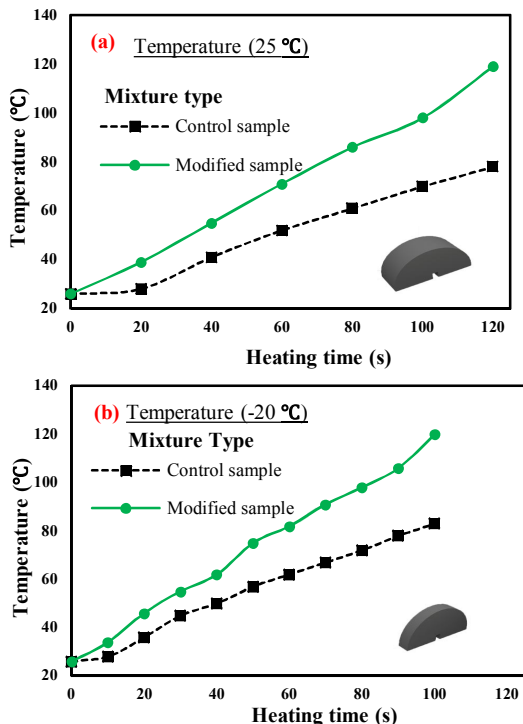 (a) Temperature (25 ℃)
Mixture type
Control sample
Modified sample
Temperature (℃)
140
120
100
80
60
40
20
0 20 40 60 80 100 120
Heating time (s)
(b) Temperature (-20 ℃)
Mixture Type
Control sample
Modified sample
Temperature (℃)
140
120
100
80
60
40
20
0 20 40 60 80 100 120
Heating time (s)